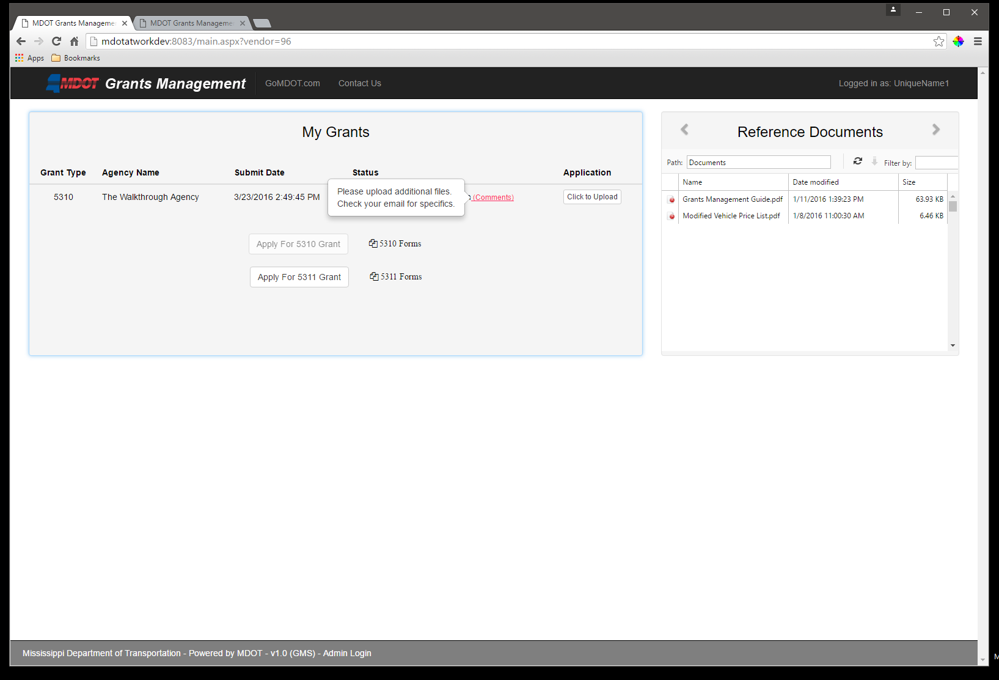 MDOT Grants Manageme
MDOT Grants Manageme
mdotatworkdev:8083/main.aspx?vendor=96
Apps Bookmarks
MDOT Grants Management GoMDOT.com Contact Us Logged in as: UniqueName1
My Grants
Grant Type Agency Name Submit Date Status Application
5310 The Walkthrough Agency 3/23/2016 2:49:45 PM (Comments) Click to Upload
Please upload additional files.
Check your email for specifics.
Apply For 5310 Grant 5310 Forms
Apply For 5311 Grant 5311 Forms
Reference Documents
Path: Documents Filter by:
Name Date modified Size
Grants Management Guide.pdf 1/11/2016 1:39:23 PM 63.93 KB
Modified Vehicle Price List.pdf 1/8/2016 11:00:30 AM 6.46 KB
Mississippi Department of Transportation - Powered by MDOT - v1.0 (GMS) - Admin Login